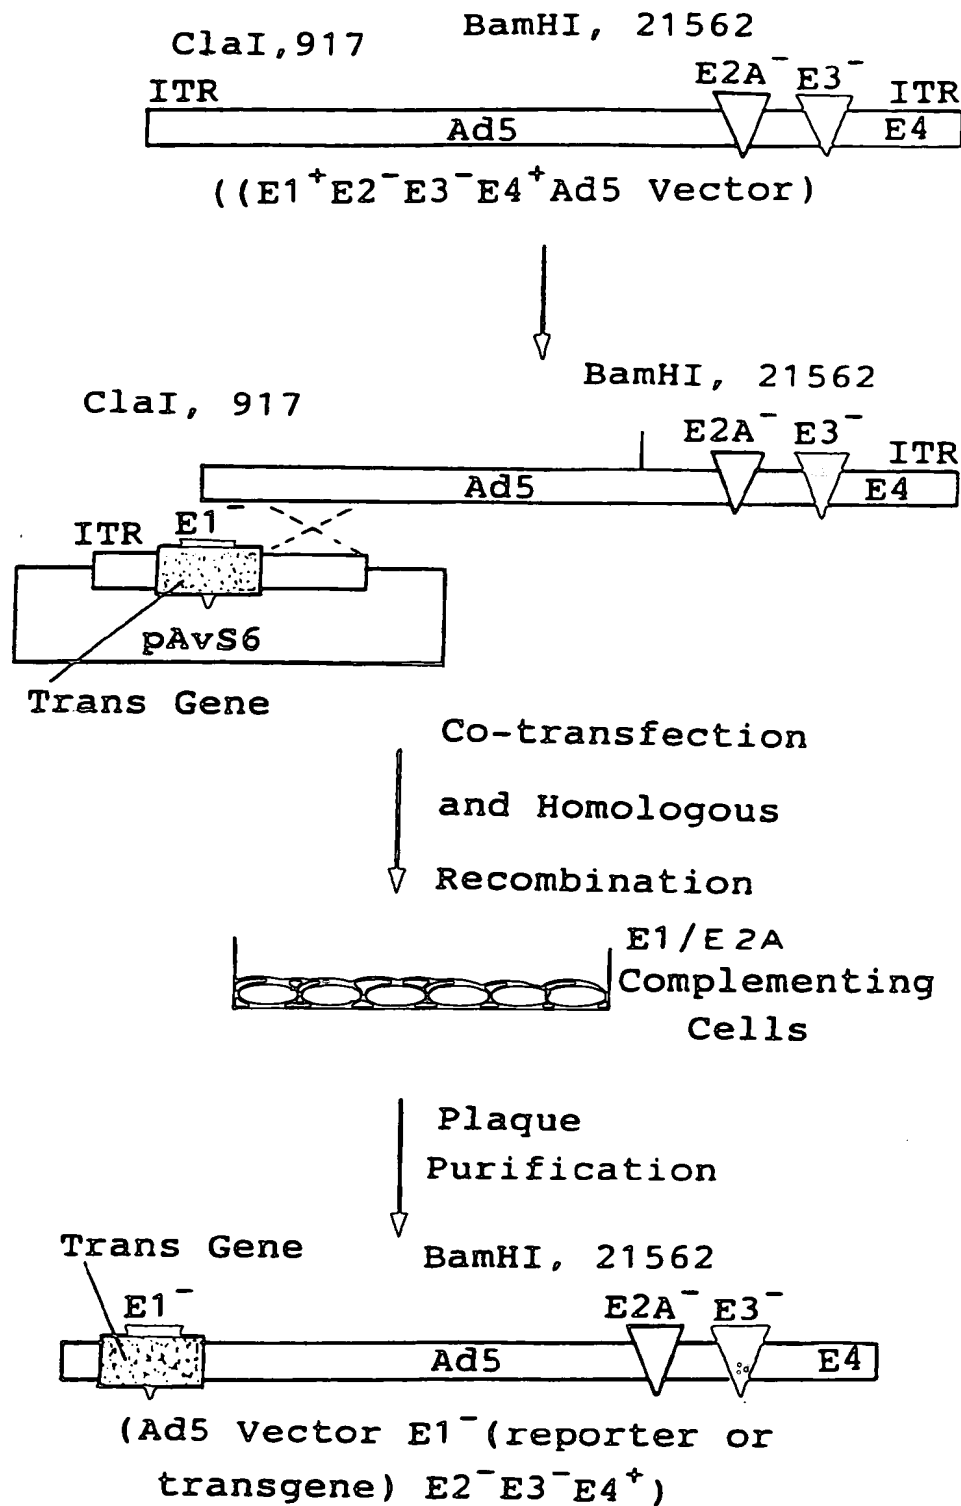 BamHI, 21562
ClaI,917
E2A⁻ E3⁻
ITR ITR
Ad5 E4
((E1⁺E2⁻E3⁻E4⁺Ad5 Vector)
BamHI, 21562
ClaI, 917
E2A⁻ E3⁻
ITR
Ad5 E4
ITR E1⁻
pAvS6
Trans Gene
Co-transfection
and Homologous
Recombination
E1/E2A
Complementing
Cells
Plaque
Purification
Trans Gene
BamHI, 21562
E1⁻ E2A⁻ E3⁻
Ad5 E4
(Ad5 Vector E1⁻(reporter or
transgene) E2⁻E3⁻E4⁺)